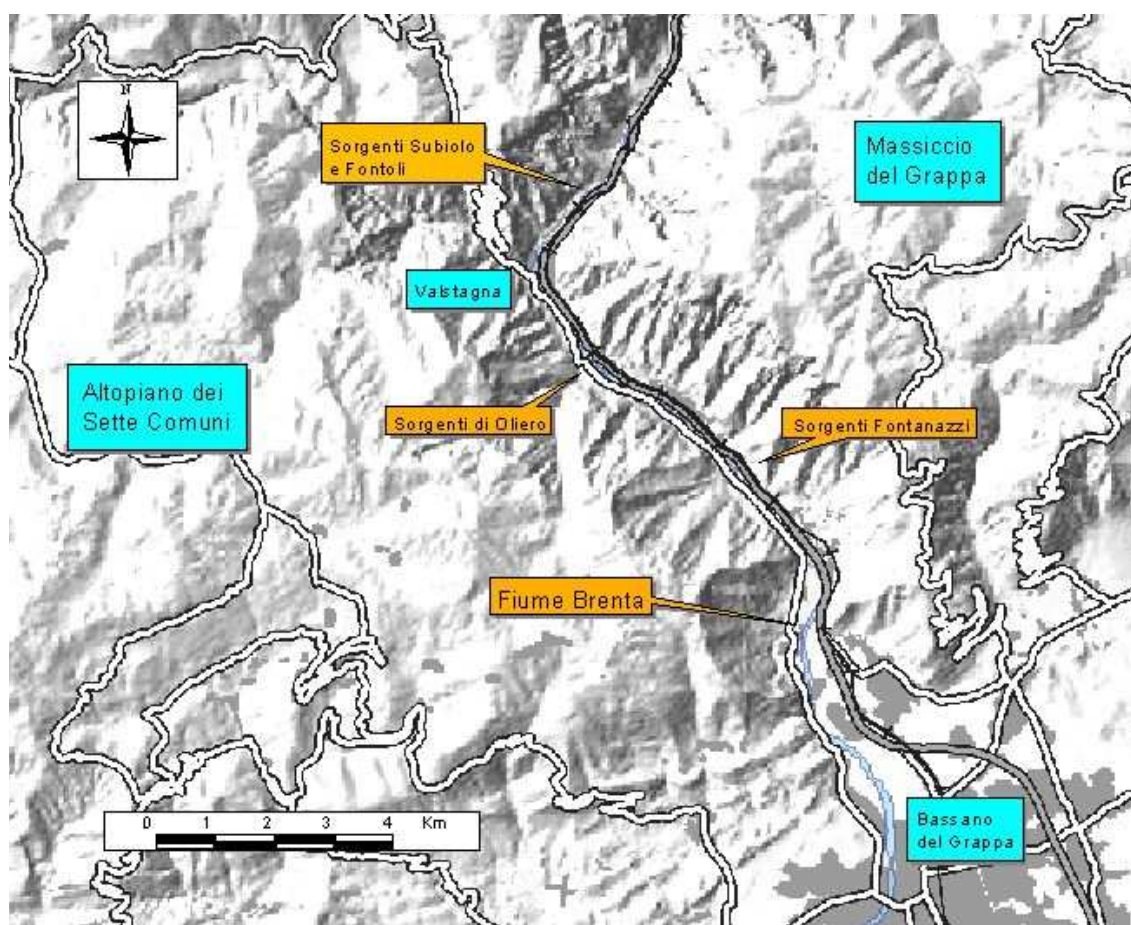 N
Sorgenti Subiolo
e Fontoli
Massiccio
del Grappa
Valstagna
Altopiano dei
Sette Comuni
Sorgenti di Oliero
Sorgenti Fontanazzi
Fiume Brenta
0 1 2 3 4 Km
Bassano
del Grappa